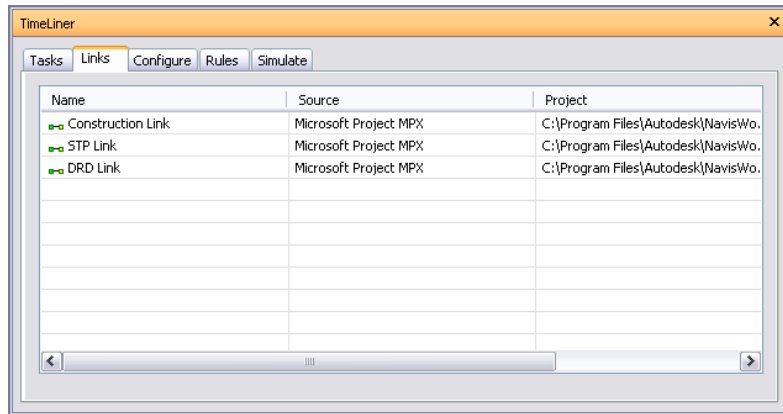 TimeLiner
Tasks Links Configure Rules Simulate
Name Source Project
Construction Link Microsoft Project MPX C:\Program Files\Autodesk\NavisWo.
STP Link Microsoft Project MPX C:\Program Files\Autodesk\NavisWo.
DRD Link Microsoft Project MPX C:\Program Files\Autodesk\NavisWo.